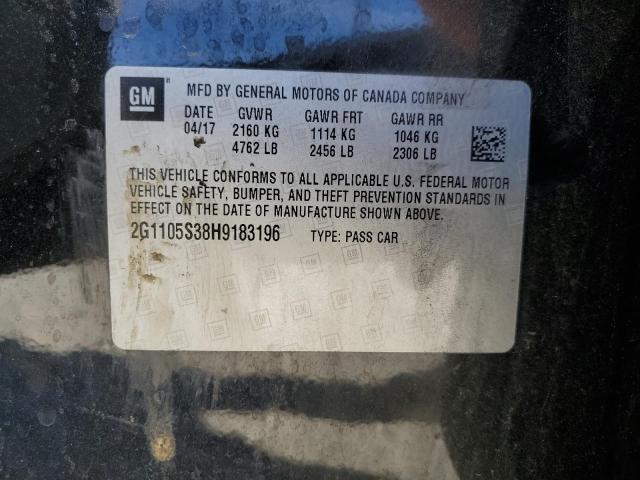 GM
MFD BY GENERAL MOTORS OF CANADA COMPANY
DATE GVWR GAWR FRT GAWR RR
04/17 2160 KG 1114 KG 1046 KG
4762 LB 2456 LB 2306 LB
THIS VEHICLE CONFORMS TO ALL APPLICABLE U.S. FEDERAL MOTOR
VEHICLE SAFETY, BUMPER, AND THEFT PREVENTION STANDARDS IN
EFFECT ON THE DATE OF MANUFACTURE SHOWN ABOVE.
2G1105S38H9183196 TYPE: PASS CAR